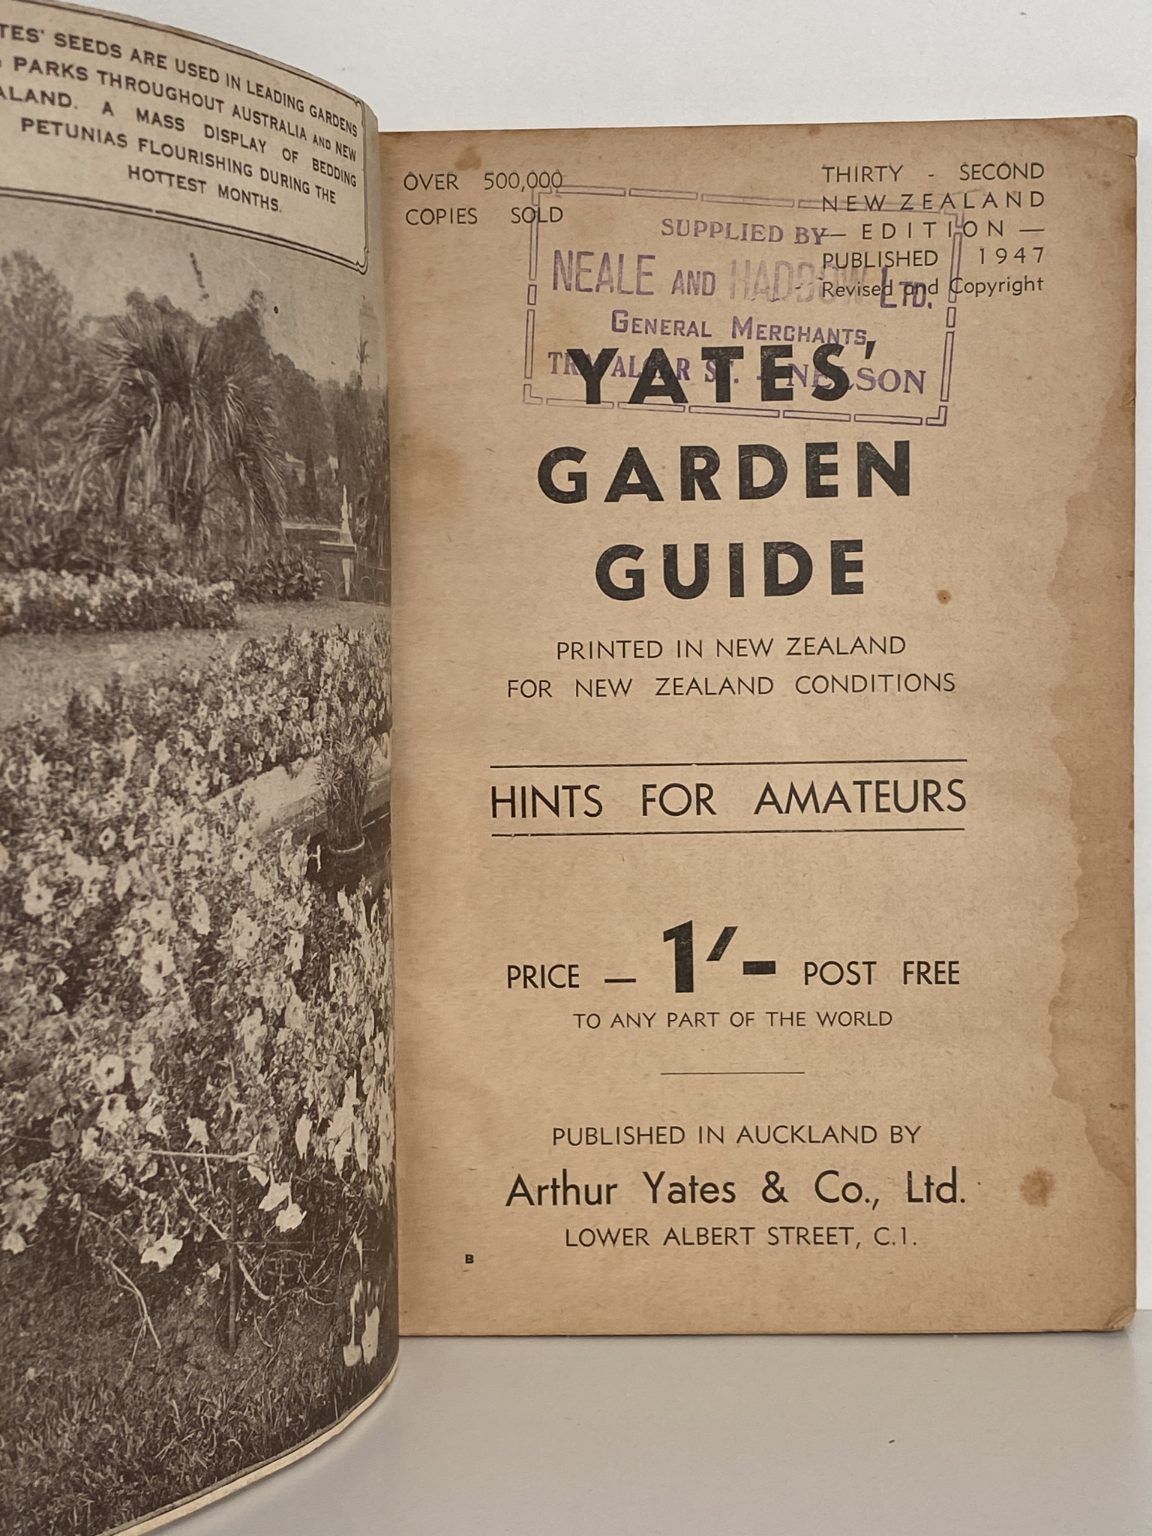 TES' SEEDS ARE USED IN LEADING GARDENS
PARKS THROUGHOUT AUSTRALIA AND NEW
ALAND. A MASS DISPLAY OF BEDDING
PETUNIAS FLOURISHING DURING THE
HOTTEST MONTHS.
OVER 500,000
COPIES SOLD
THIRTY - SECOND
NEW ZEALAND
— EDITION —
PUBLISHED 1947
Revised and Copyright
SUPPLIED BY
NEALE AND HADDOW LTD.
GENERAL MERCHANTS,
ST. - NELSON
YATES'
GARDEN
GUIDE
PRINTED IN NEW ZEALAND
FOR NEW ZEALAND CONDITIONS
HINTS FOR AMATEURS
PRICE — 1/- POST FREE
TO ANY PART OF THE WORLD
PUBLISHED IN AUCKLAND BY
Arthur Yates & Co., Ltd.
LOWER ALBERT STREET, C.1.
B